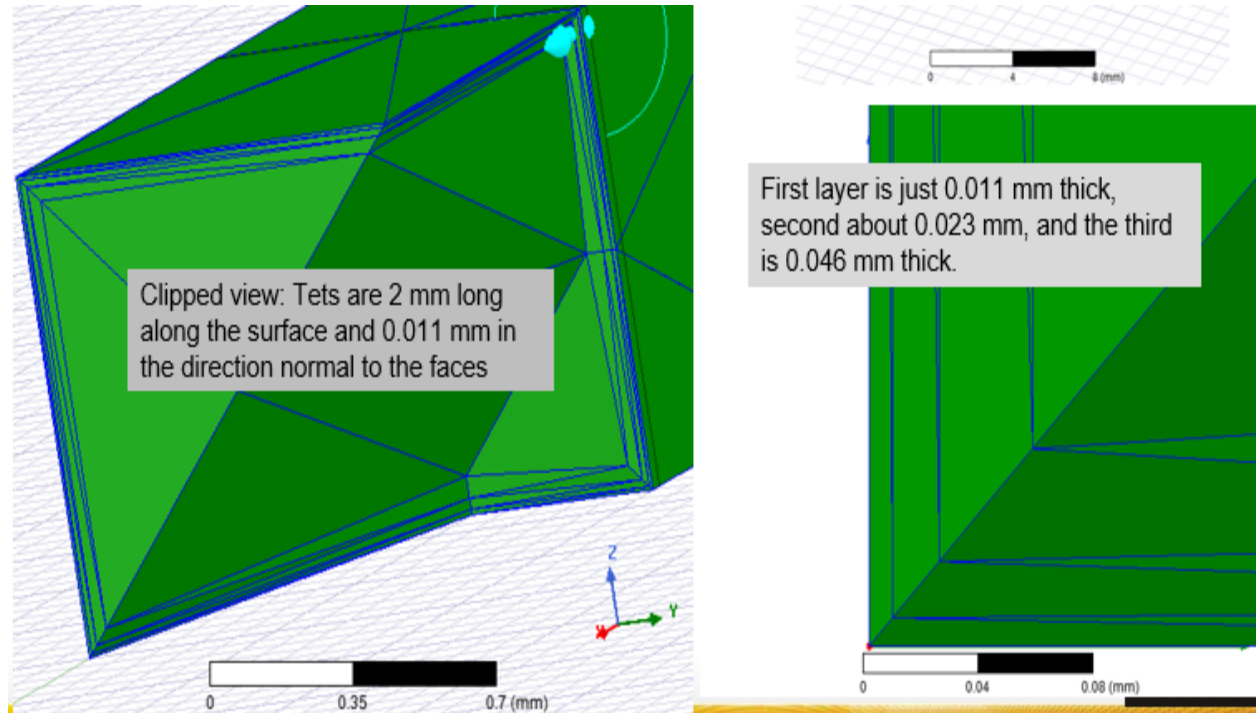 0 4 8 (mm)
First layer is just 0.011 mm thick,
second about 0.023 mm, and the third
is 0.046 mm thick.
Clipped view: Tets are 2 mm long
along the surface and 0.011 mm in
the direction normal to the faces
Z
Y
X
0 0.35 0.7 (mm)
0 0.04 0.08 (mm)